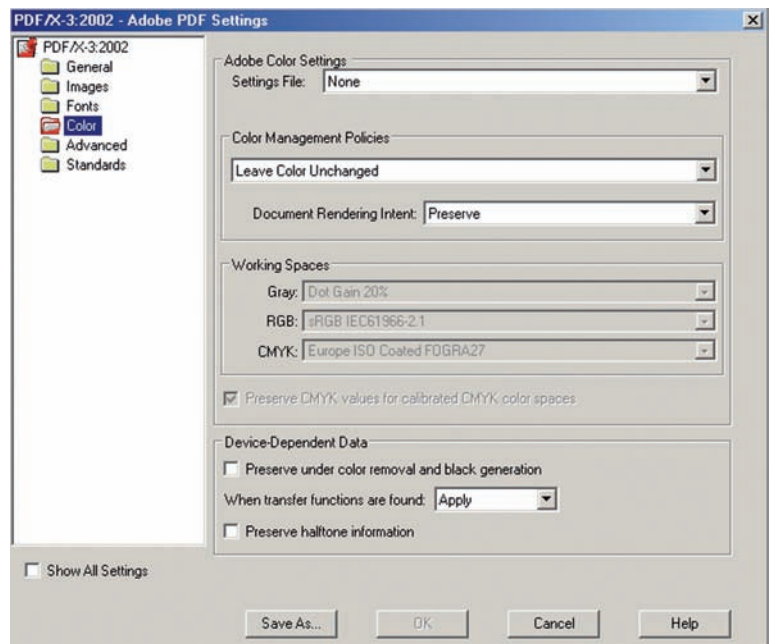 PDF/X-3:2002 - Adobe PDF Settings
PDF/X-3:2002
General
Images
Fonts
Color
Advanced
Standards
Show All Settings
Adobe Color Settings
Settings File: None
Color Management Policies
Leave Color Unchanged
Document Rendering Intent: Preserve
Working Spaces
Gray: Dot Gain 20%
RGB: sRGB IEC61966-2.1
CMYK: Europe ISO Coated FOGRA27
Preserve CMYK values for calibrated CMYK color spaces
Device-Dependent Data
Preserve under color removal and black generation
When transfer functions are found: Apply
Preserve halftone information
Save As... OK Cancel Help